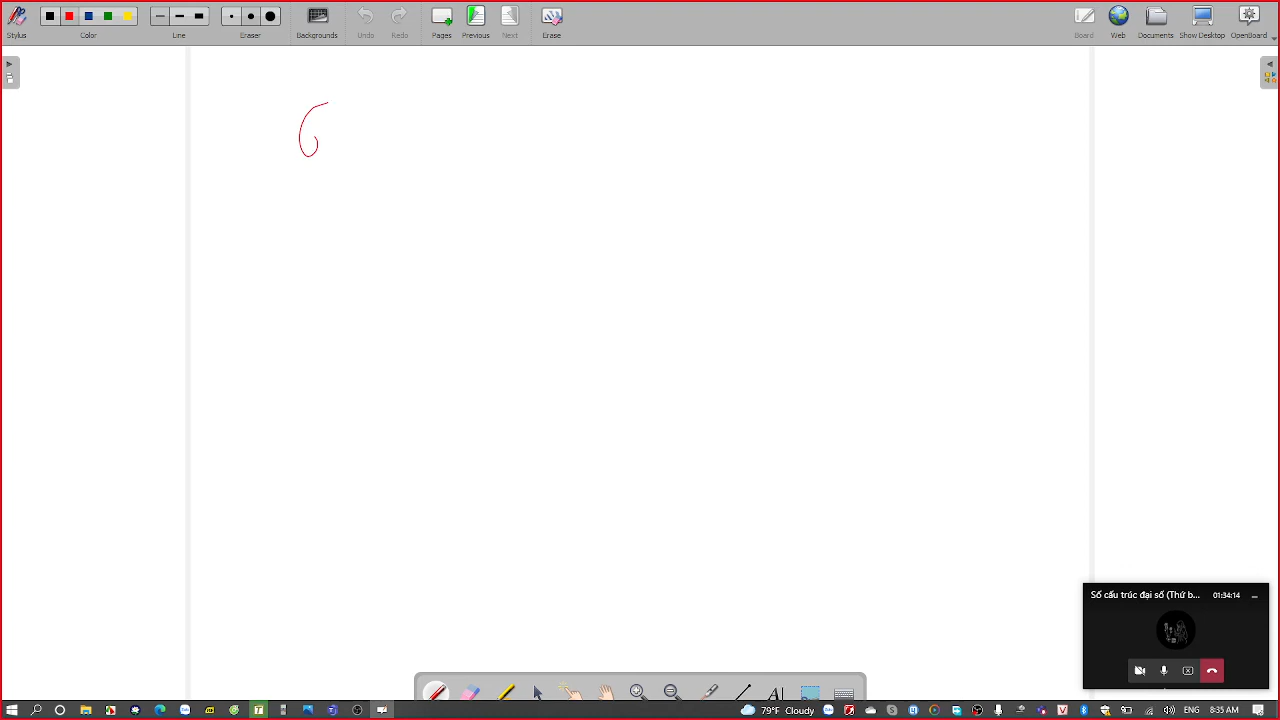 Stylus Color Line Eraser Backgrounds Undo Redo Pages Previous Next Erase Board Web Documents Show Desktop OpenBoard
Số cấu trúc đại số (Thứ b... 01:34:14
79°F Cloudy ENG 8:35 AM